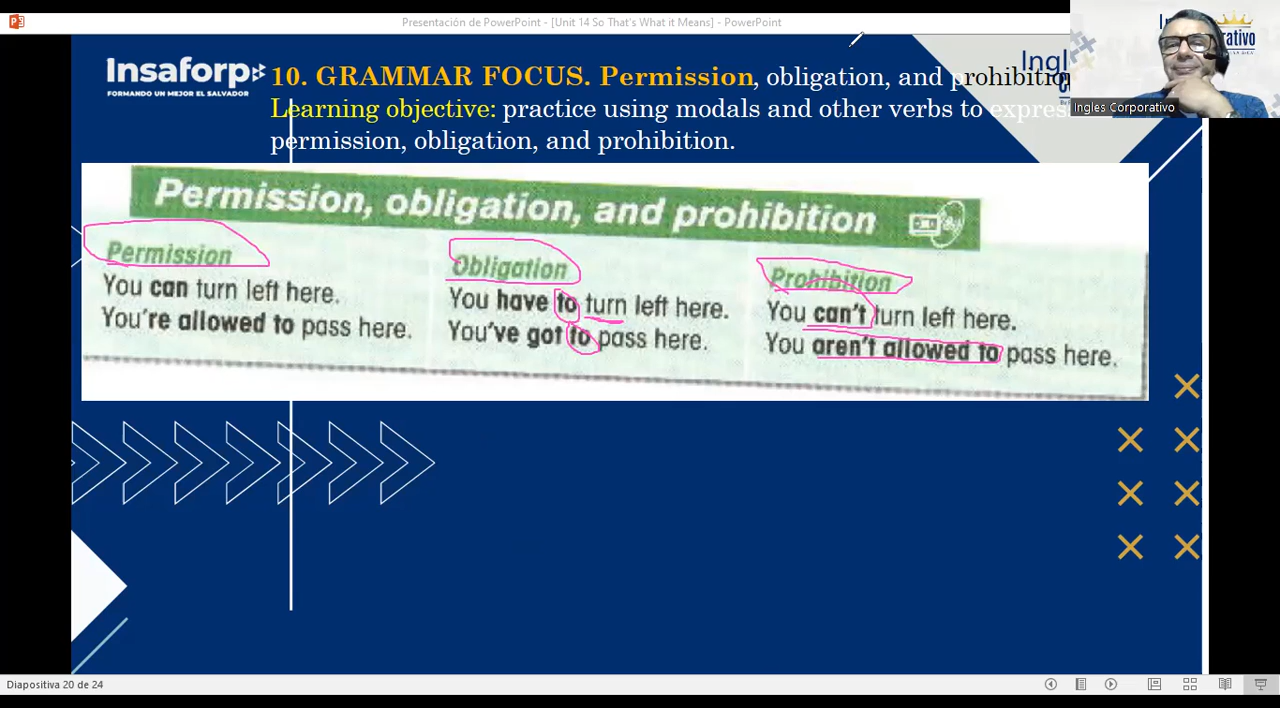 Presentación de PowerPoint - [Unit 14 So That's What it Means] - PowerPoint
Insaforp
FORMANDO UN MEJOR EL SALVADOR
10. GRAMMAR FOCUS. Permission, obligation, and prohibitio
Learning objective: practice using modals and other verbs to expres
permission, obligation, and prohibition.
Ingl
Ingles Corporativo
Permission, obligation, and prohibition
Permission
You can turn left here.
You're allowed to pass here.
Obligation
You have to turn left here.
You've got to pass here.
Prohibition
You can't turn left here.
You aren't allowed to pass here.
Diapositiva 20 de 24